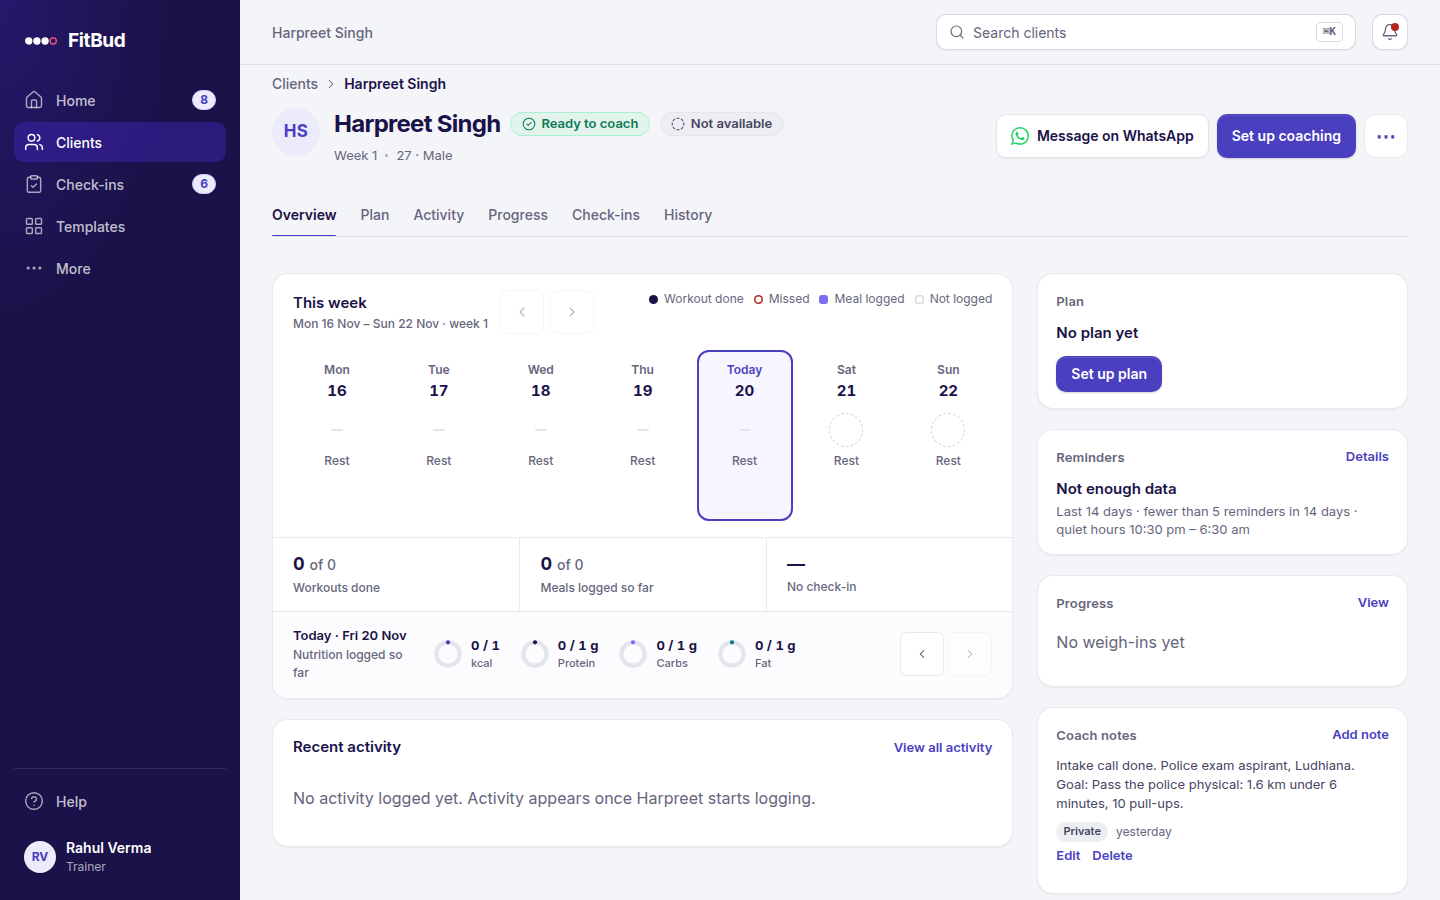 FitBud
Home 8
Clients
Check-ins 6
Templates
More
Help
RV Rahul Verma
Trainer
Harpreet Singh
Search clients ⌘K
Clients > Harpreet Singh
HS Harpreet Singh Ready to coach Not available
Week 1 • 27 · Male
Message on WhatsApp Set up coaching
Overview Plan Activity Progress Check-ins History
This week
Mon 16 Nov – Sun 22 Nov · week 1
Workout done Missed Meal logged Not logged
Mon Tue Wed Thu Today Sat Sun
16 17 18 19 20 21 22
Rest Rest Rest Rest Rest Rest Rest
0 of 0 0 of 0 —
Workouts done Meals logged so far No check-in
Today · Fri 20 Nov
Nutrition logged so
far
0 / 1 0 / 1 g 0 / 1 g 0 / 1 g
kcal Protein Carbs Fat
Recent activity View all activity
No activity logged yet. Activity appears once Harpreet starts logging.
Plan
No plan yet
Set up plan
Reminders Details
Not enough data
Last 14 days · fewer than 5 reminders in 14 days ·
quiet hours 10:30 pm – 6:30 am
Progress View
No weigh-ins yet
Coach notes Add note
Intake call done. Police exam aspirant, Ludhiana.
Goal: Pass the police physical: 1.6 km under 6
minutes, 10 pull-ups.
Private yesterday
Edit Delete